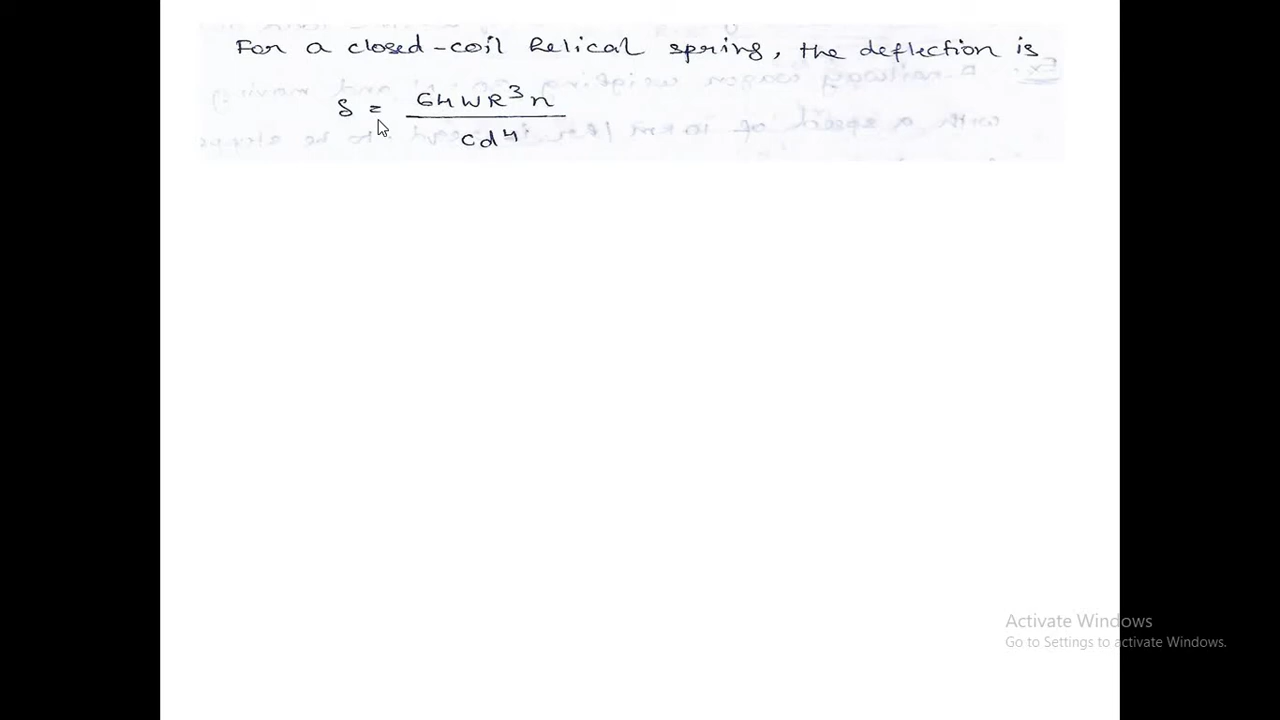 For a closed-coil helical spring, the deflection is
δ = 64WR³n / Cd⁴
Activate Windows
Go to Settings to activate Windows.